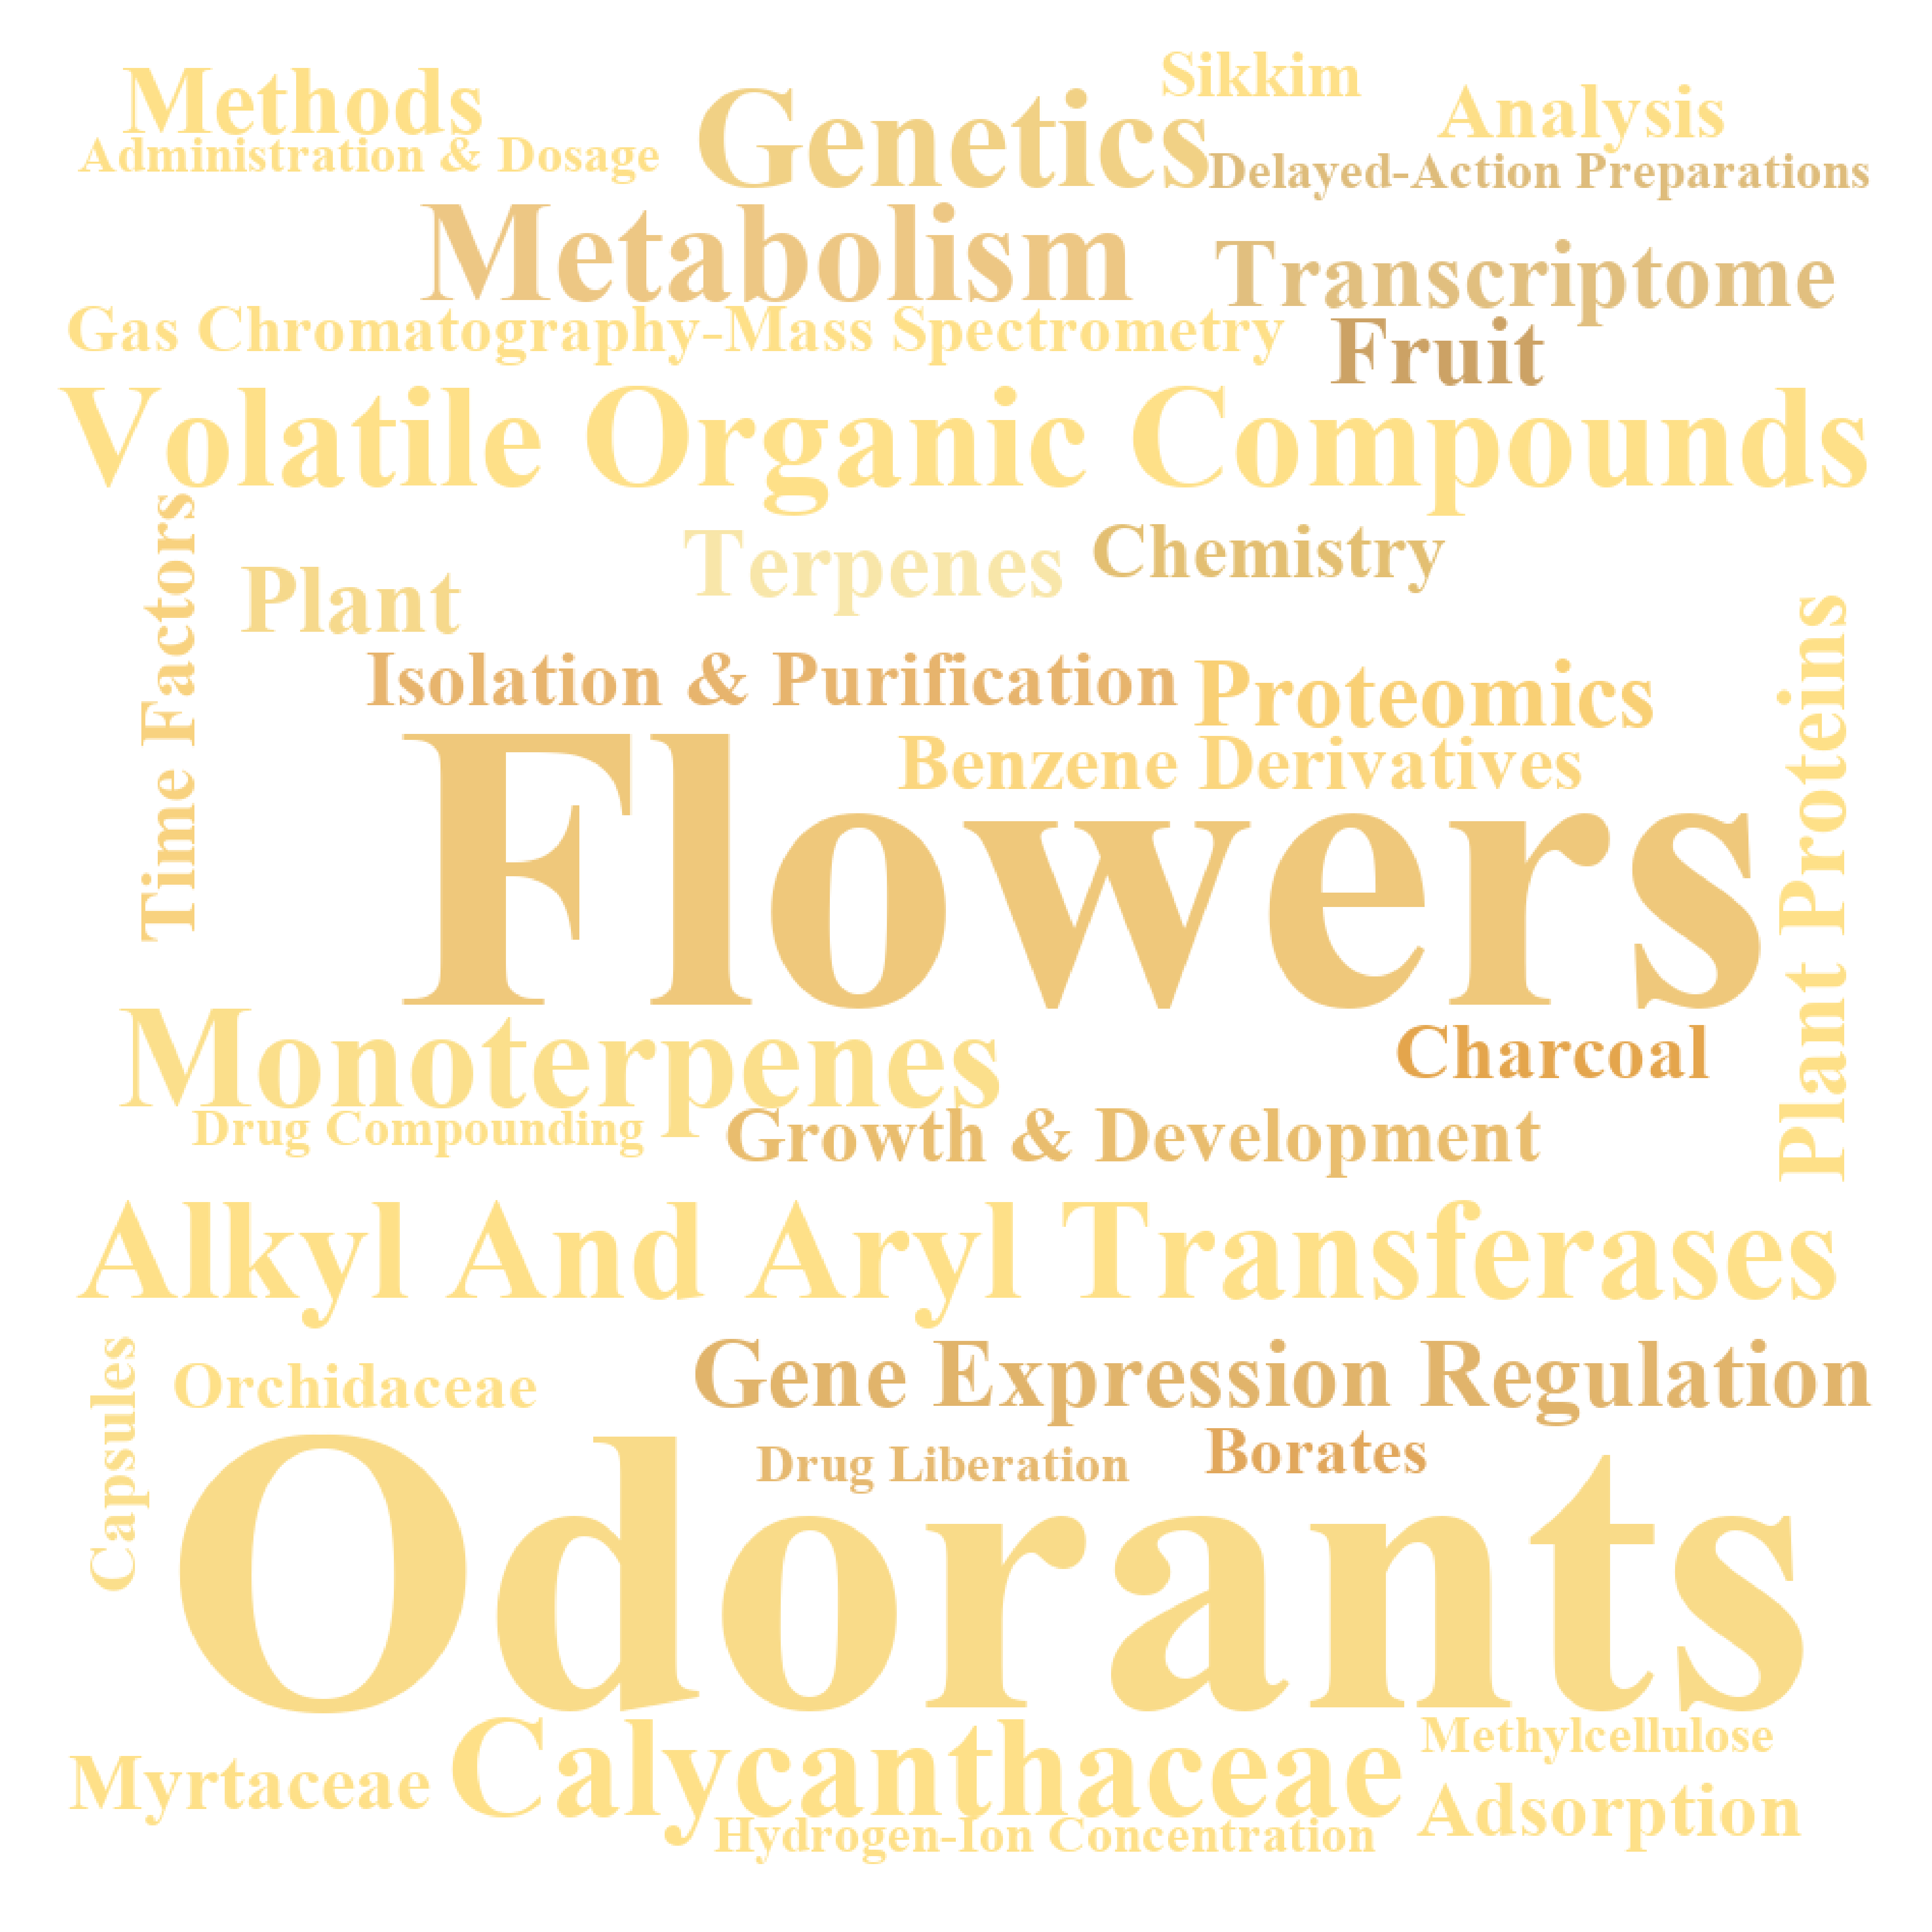 Sikkim
Methods
Genetics
Analysis
Administration & Dosage
Delayed-Action Preparations
Metabolism
Transcriptome
Gas Chromatography-Mass Spectrometry
Fruit
Volatile Organic Compounds
Time Factors
Terpenes
Chemistry
Plant
Isolation & Purification
Proteomics
Plant Proteins
Benzene Derivatives
Flowers
Monoterpenes
Charcoal
Drug Compounding
Growth & Development
Alkyl And Aryl Transferases
Capsules
Orchidaceae
Gene Expression Regulation
Drug Liberation
Borates
Odorants
Calycanthaceae
Methylcellulose
Myrtaceae
Adsorption
Hydrogen-Ion Concentration